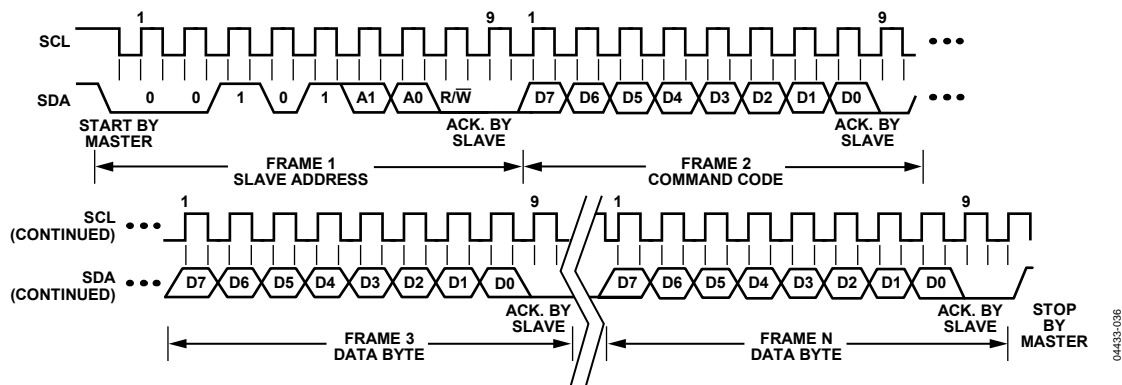 1 9 1 9
SCL
SDA 0 0 1 0 1 A1 A0 R/W̅ D7 D6 D5 D4 D3 D2 D1 D0
START BY MASTER
ACK. BY SLAVE
ACK. BY SLAVE
FRAME 1
SLAVE ADDRESS
FRAME 2
COMMAND CODE
1 9 1 9
SCL
(CONTINUED)
SDA
(CONTINUED)
D7 D6 D5 D4 D3 D2 D1 D0 D7 D6 D5 D4 D3 D2 D1 D0
ACK. BY
SLAVE
ACK. BY
SLAVE
STOP
BY
MASTER
FRAME 3
DATA BYTE
FRAME N
DATA BYTE
04433-036